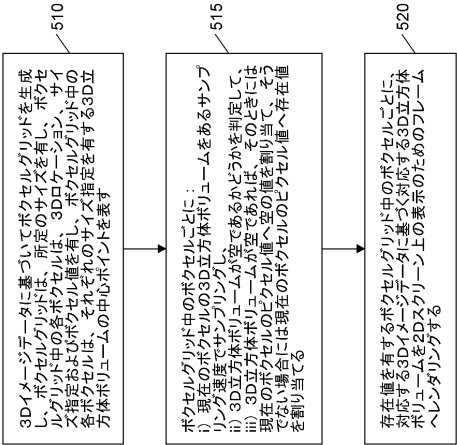 510
3Dイメージデータに基づいてボクセルグリッドを生成
し、ボクセルグリッドは、所定のサイズを有し、ボクセ
ルグリッド中の各ボクセルは、3Dロケーション、サイ
ズ指定およびボクセル値を有し、ボクセルグリッド中の
各ボクセルは、それぞれのサイズ指定を有する3D立
方体ボリュームの中心ポイントを表す
515
ボクセルグリッド中のボクセルごとに:
i) 現在のボクセルの3D立方体ボリュームをあるサンプ
リング速度でサンプリングし、
ii) 3D立方体ボリュームが空であるかどうかを判定して、
iii) 3D立方体ボリュームが空であれば、そのときには
現在のボクセルのピクセル値へ空の値を割り当て、そう
でない場合には現在のボクセルのピクセル値へ存在値
を割り当てる
520
存在値を有するボクセルグリッド中のボクセルごとに、
対応する3Dイメージデータに基づく対応する3D立方体
ボリュームを2Dスクリーン上の表示のためのフレーム
へレンダリングする